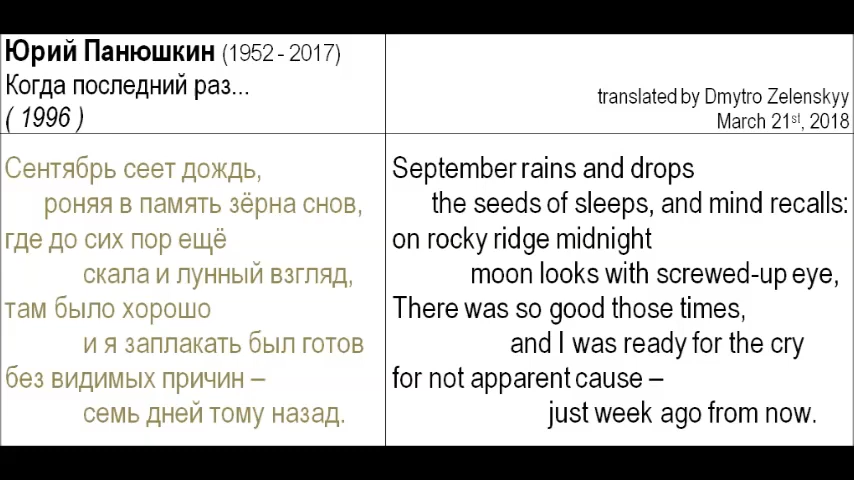 Юрий Панюшкин (1952 - 2017)
Когда последний раз...
( 1996 )
translated by Dmytro Zelenskyy
March 21st, 2018
Сентябрь сеет дождь,
роняя в память зёрна снов,
где до сих пор ещё
скала и лунный взгляд,
там было хорошо
и я заплакать был готов
без видимых причин –
семь дней тому назад.
September rains and drops
the seeds of sleeps, and mind recalls:
on rocky ridge midnight
moon looks with screwed-up eye,
There was so good those times,
and I was ready for the cry
for not apparent cause –
just week ago from now.